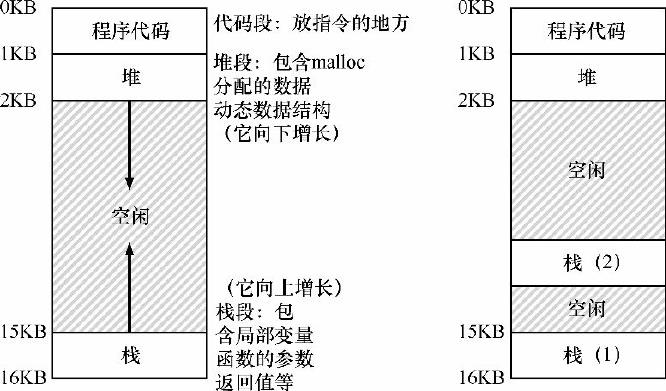 0KB
程序代码
代码段：放指令的地方
1KB
堆
堆段：包含malloc
分配的数据
动态数据结构
（它向下增长）
2KB
空闲
（它向上增长）
栈段：包
含局部变量
函数的参数
返回值等
15KB
栈
16KB
0KB
程序代码
1KB
堆
2KB
空闲
栈（2）
空闲
15KB
栈（1）
16KB